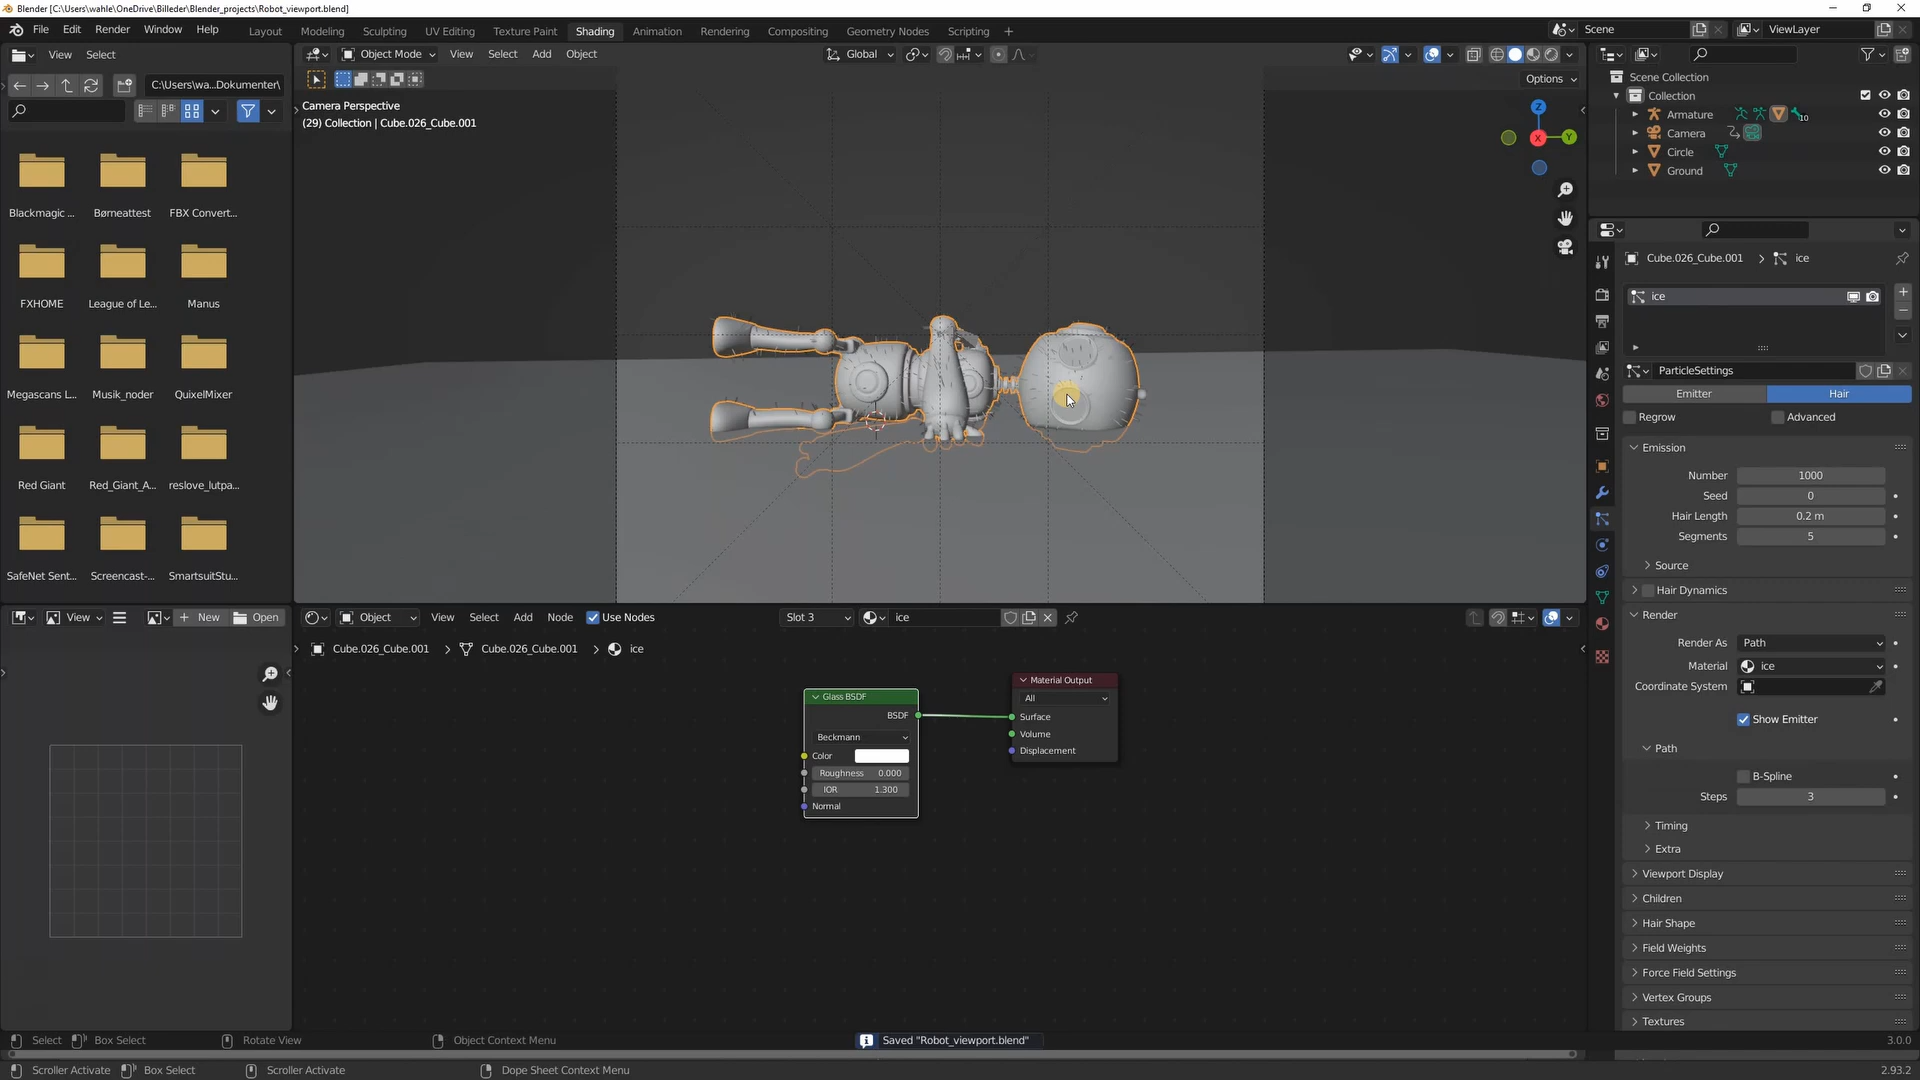 Blender [C:\Users\wahle\OneDrive\Billeder\Blender_projects\Robot_viewport.blend]
File Edit Render Window Help
Layout Modeling Sculpting UV Editing Texture Paint Shading Animation Rendering Compositing Geometry Nodes Scripting +
Scene
ViewLayer
View Select
Object Mode View Select Add Object
Global
C:\Users\wa...Dokumenter\
Options
Camera Perspective
(29) Collection | Cube.026_Cube.001
Z
X
Y
Scene Collection
Collection
Armature
10
Camera
Circle
Ground
Blackmagic ... Børneattest FBX Convert...
FXHOME League of Le... Manus
Megascans L... Musik_noder QuixelMixer
Red Giant Red_Giant_A... reslove_lutpa...
SafeNet Sent... Screencast-... SmartsuitStu...
Cube.026_Cube.001 > ice
ice
ParticleSettings
Emitter Hair
Regrow Advanced
Emission
Number 1000
Seed 0
Hair Length 0.2 m
Segments 5
Source
Hair Dynamics
Render
Render As Path
Material ice
Coordinate System
Show Emitter
Path
B-Spline
Steps 3
Timing
Extra
Viewport Display
Children
Hair Shape
Field Weights
Force Field Settings
Vertex Groups
Textures
View New Open
Object View Select Add Node Use Nodes Slot 3 ice
Cube.026_Cube.001 > Cube.026_Cube.001 > ice
Glass BSDF
BSDF
Beckmann
Color
Roughness 0.000
IOR 1.300
Normal
Material Output
All
Surface
Volume
Displacement
Select Box Select Rotate View Object Context Menu Saved "Robot_viewport.blend" 3.0.0
Scroller Activate Box Select Scroller Activate Dope Sheet Context Menu 2.93.2